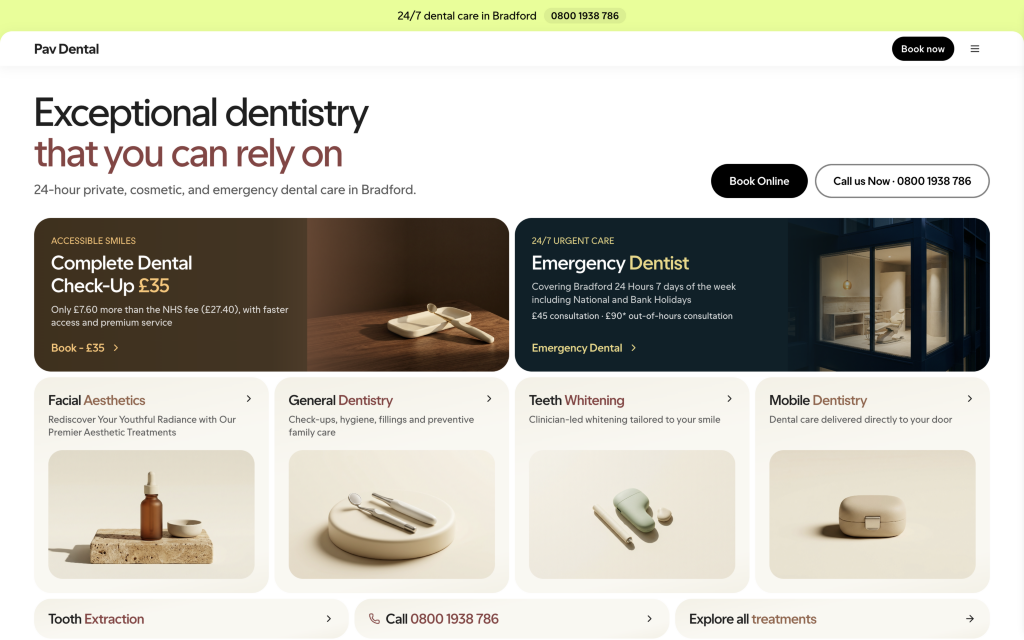 24/7 dental care in Bradford 0800 1938 786
Pav Dental
Book now
Exceptional dentistry
that you can rely on
24-hour private, cosmetic, and emergency dental care in Bradford.
Book Online
Call us Now · 0800 1938 786
ACCESSIBLE SMILES
Complete Dental
Check-Up £35
Only £7.60 more than the NHS fee (£27.40), with faster
access and premium service
Book - £35
24/7 URGENT CARE
Emergency Dentist
Covering Bradford 24 Hours 7 days of the week
including National and Bank Holidays
£45 consultation · £90* out-of-hours consultation
Emergency Dental
Facial Aesthetics
Rediscover Your Youthful Radiance with Our
Premier Aesthetic Treatments
General Dentistry
Check-ups, hygiene, fillings and preventive
family care
Teeth Whitening
Clinician-led whitening tailored to your smile
Mobile Dentistry
Dental care delivered directly to your door
Tooth Extraction
Call 0800 1938 786
Explore all treatments